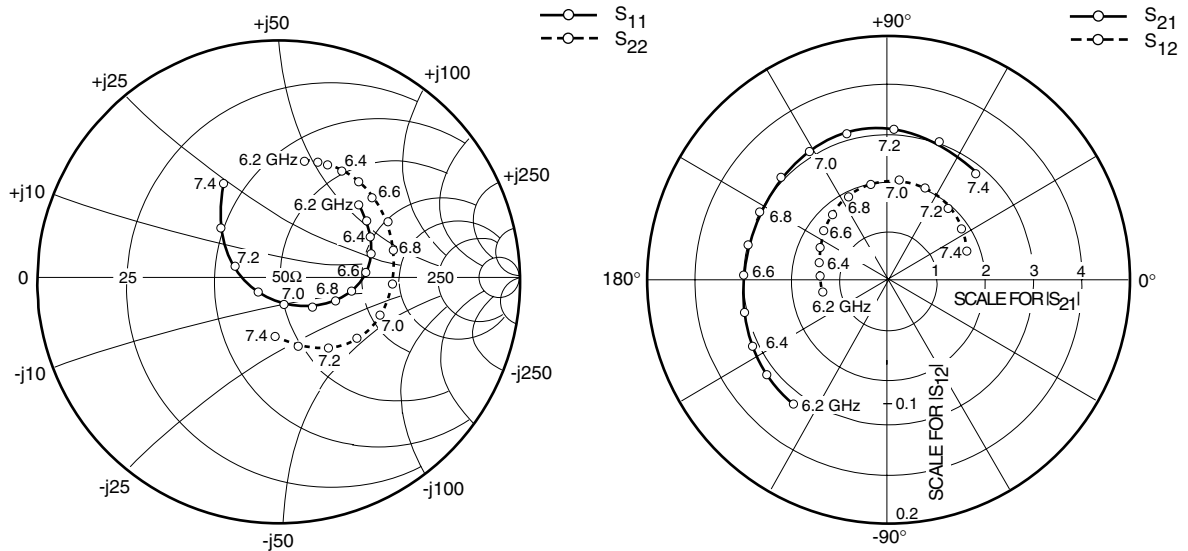 +j50
S11
S22
+j25
+j100
+j10
+j250
6.2 GHz
6.4
6.6
7.4
6.2 GHz
6.4
6.8
7.2
6.6
0
25
50Ω
250
7.0
6.8
7.0
7.4
7.2
-j10
-j250
-j25
-j100
-j50
+90°
S21
S12
7.0
7.2
7.4
7.0
6.8
7.2
6.8
6.6
7.4
6.6
6.4
180°
0°
1
2
3
4
6.2 GHz
SCALE FOR |S21|
6.4
6.2 GHz
0.1
SCALE FOR |S12|
0.2
-90°